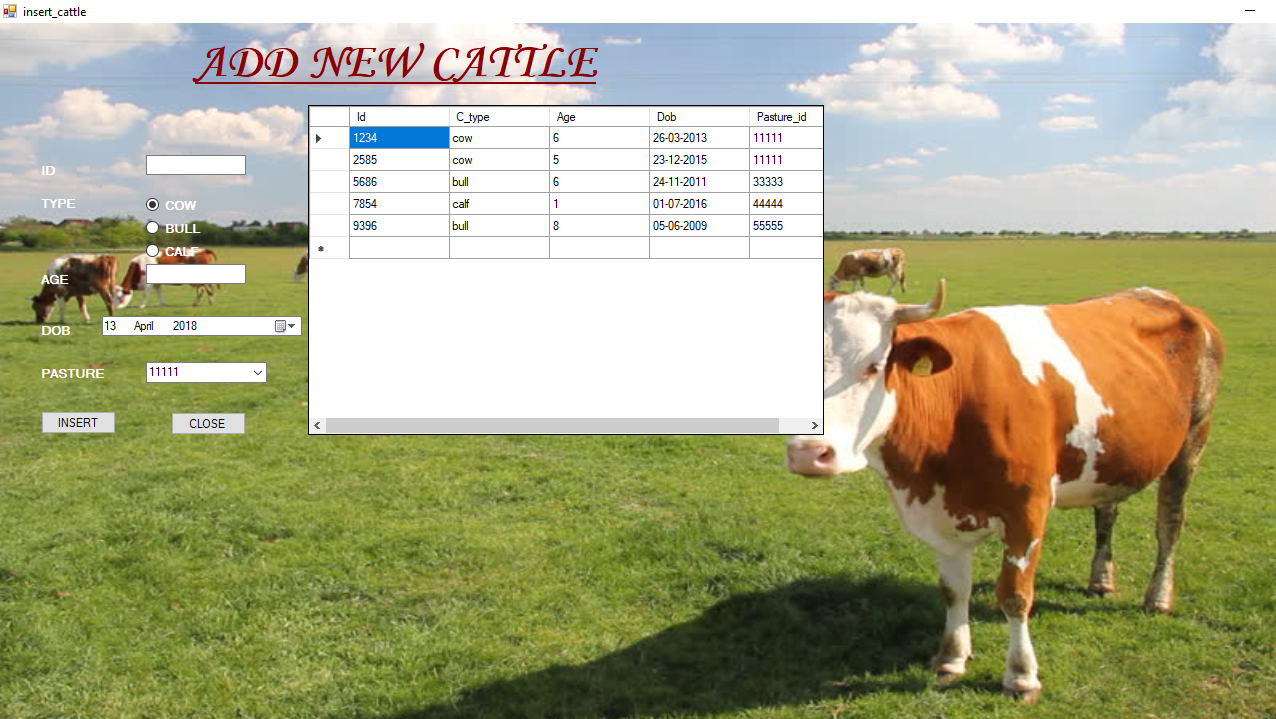 insert_cattle
ADD NEW CATTLE
Id C_type Age Dob Pasture_id
1234 cow 6 26-03-2013 11111
2585 cow 5 23-12-2015 11111
5686 bull 6 24-11-2011 33333
7854 calf 1 01-07-2016 44444
9396 bull 8 05-06-2009 55555
ID
TYPE
COW
BULL
CALF
AGE
DOB 13 April 2018
PASTURE 11111
INSERT CLOSE